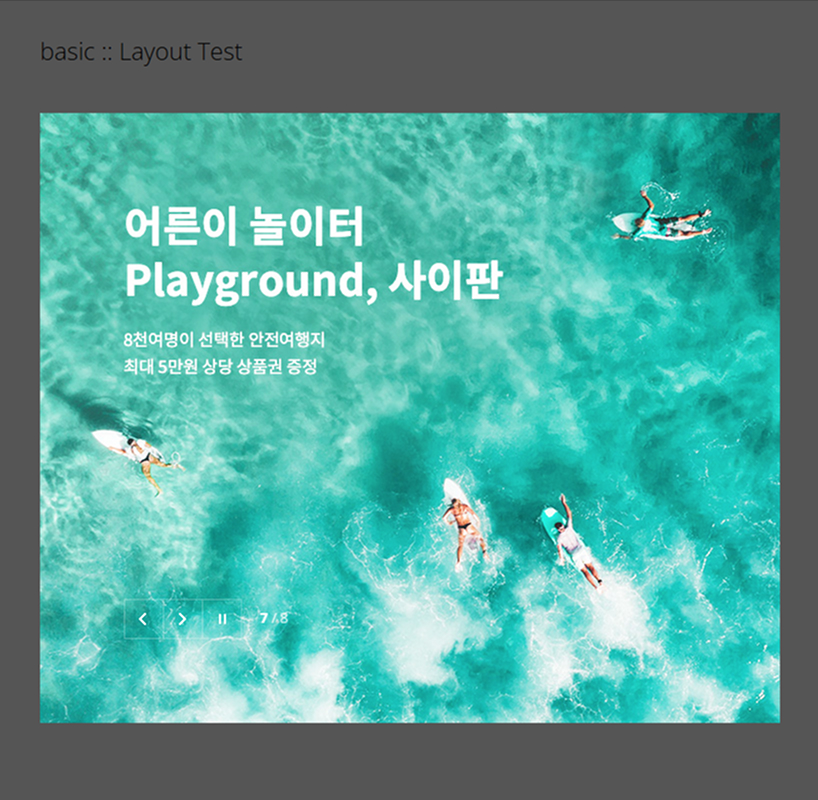 basic :: Layout Test
어른이 놀이터
Playground, 사이판
8천여명이 선택한 안전여행지
최대 5만원 상당 상품권 증정
7 / 8